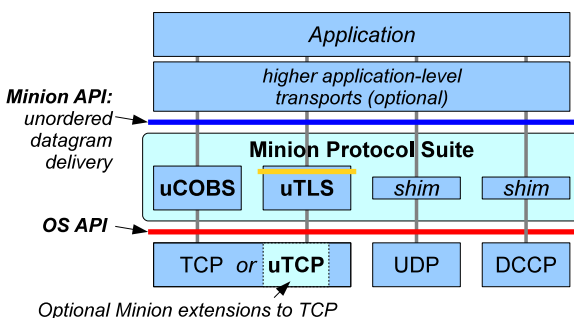 Application
higher application-level
transports (optional)
Minion API:
unordered
datagram
delivery
Minion Protocol Suite
uCOBS
uTLS
shim
shim
OS API
TCP or uTCP
UDP
DCCP
Optional Minion extensions to TCP